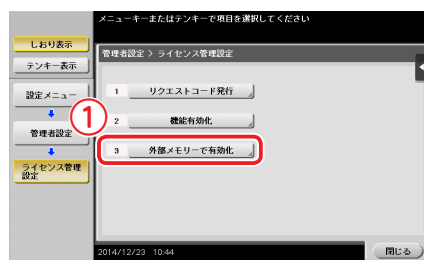 メニューキーまたはテンキーで項目を選択してください
しおり表示
テンキー表示
管理者設定 > ライセンス管理設定
設定メニュー
管理者設定
ライセンス管理
設定
1 リクエストコード発行
①
2 機能有効化
3 外部メモリーで有効化
2014/12/23 10:44
閉じる